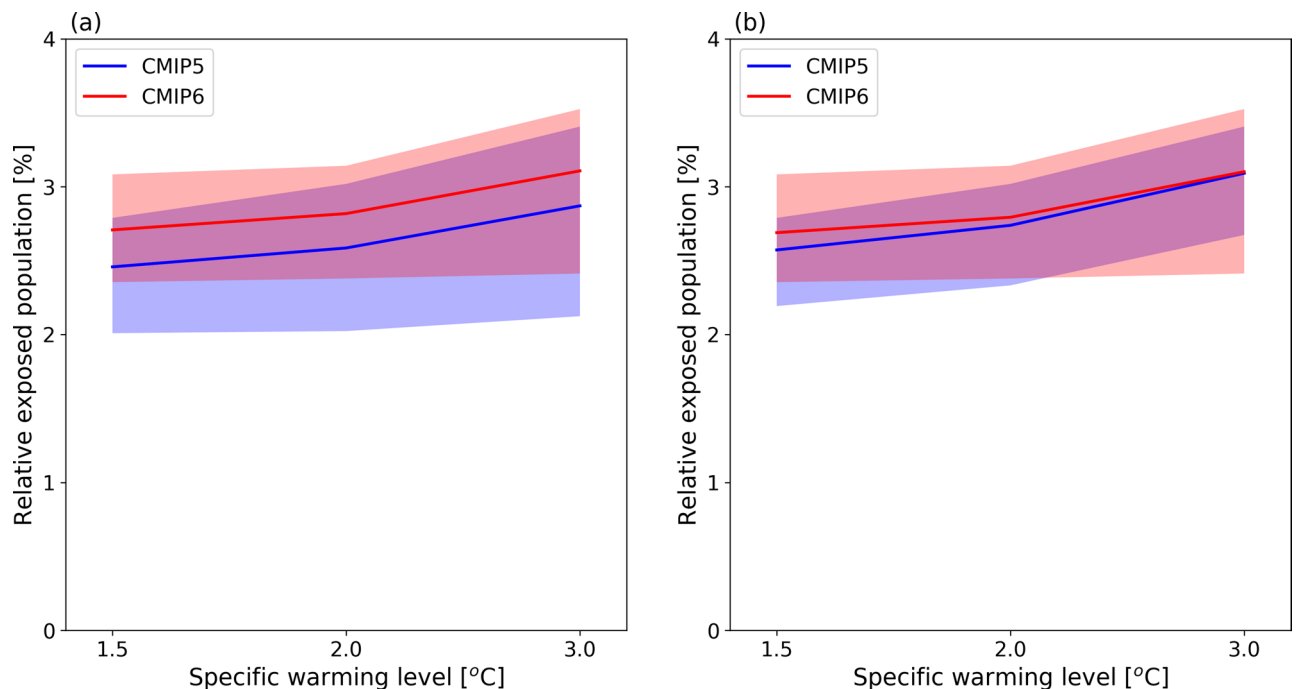 (a)
4
3
2
1
0
Relative exposed population [%]
CMIP5
CMIP6
1.5
2.0
3.0
Specific warming level [°C]
(b)
4
3
2
1
0
Relative exposed population [%]
CMIP5
CMIP6
1.5
2.0
3.0
Specific warming level [°C]